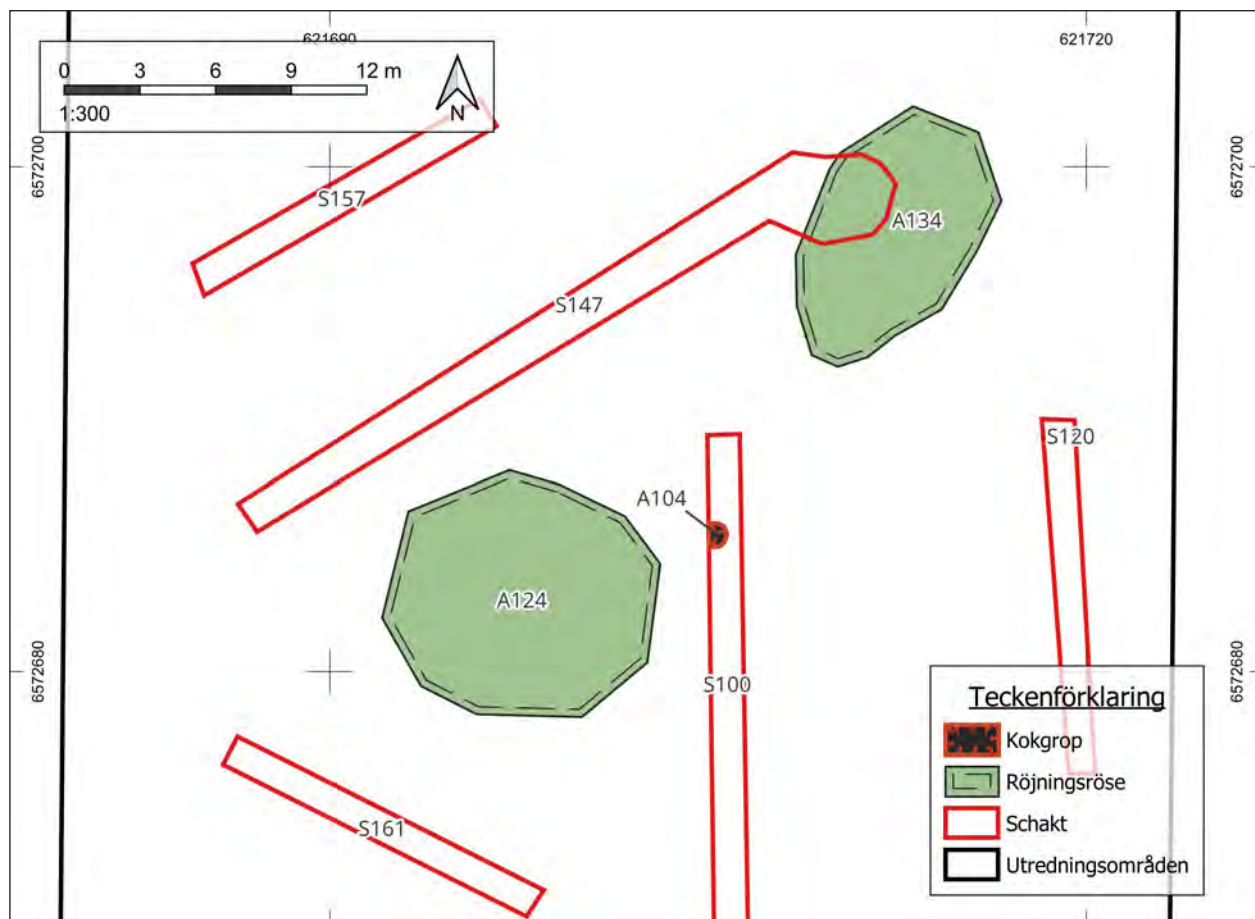 621690
621720
0 3 6 9 12 m
1:300
N
6572700
6572700
S157
A134
S147
S120
A104
A124
6572680
6572680
S100
S161
Teckenförklaring
Kokgrop
Röjningsröse
Schakt
Utredningsområden